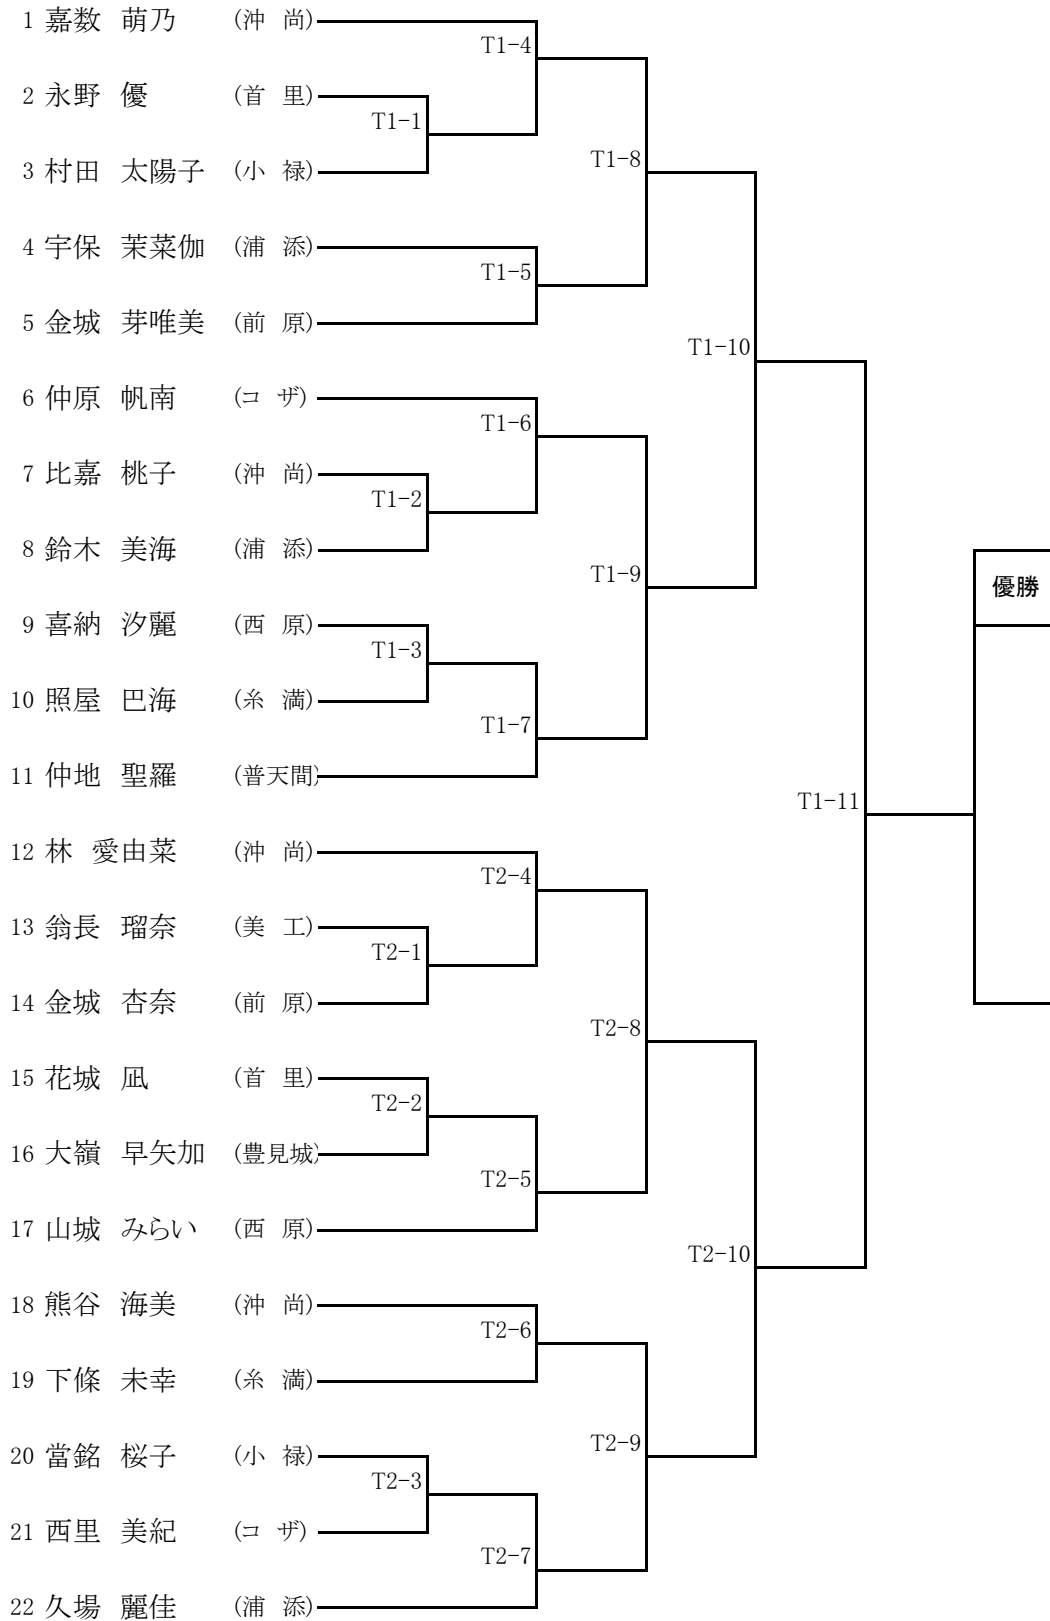 1 嘉数 萌乃 (沖 尚)
T1-4
2 永野 優 (首 里)
T1-1
T1-8
3 村田 太陽子 (小 禄)
4 宇保 茉菜伽 (浦 添)
T1-5
5 金城 芽唯美 (前 原)
T1-10
6 仲原 帆南 (コ ザ)
T1-6
7 比嘉 桃子 (沖 尚)
T1-2
8 鈴木 美海 (浦 添)
T1-9
優勝
9 喜納 汐麗 (西 原)
T1-3
10 照屋 巴海 (糸 満)
T1-7
11 仲地 聖羅 (普天間)
T1-11
12 林 愛由菜 (沖 尚)
T2-4
13 翁長 瑠奈 (美 工)
T2-1
14 金城 杏奈 (前 原)
T2-8
15 花城 凪 (首 里)
T2-2
16 大嶺 早矢加 (豊見城)
T2-5
17 山城 みらい (西 原)
T2-10
18 熊谷 海美 (沖 尚)
T2-6
19 下條 未幸 (糸 満)
T2-9
20 當銘 桜子 (小 禄)
T2-3
21 西里 美紀 (コ ザ)
T2-7
22 久場 麗佳 (浦 添)